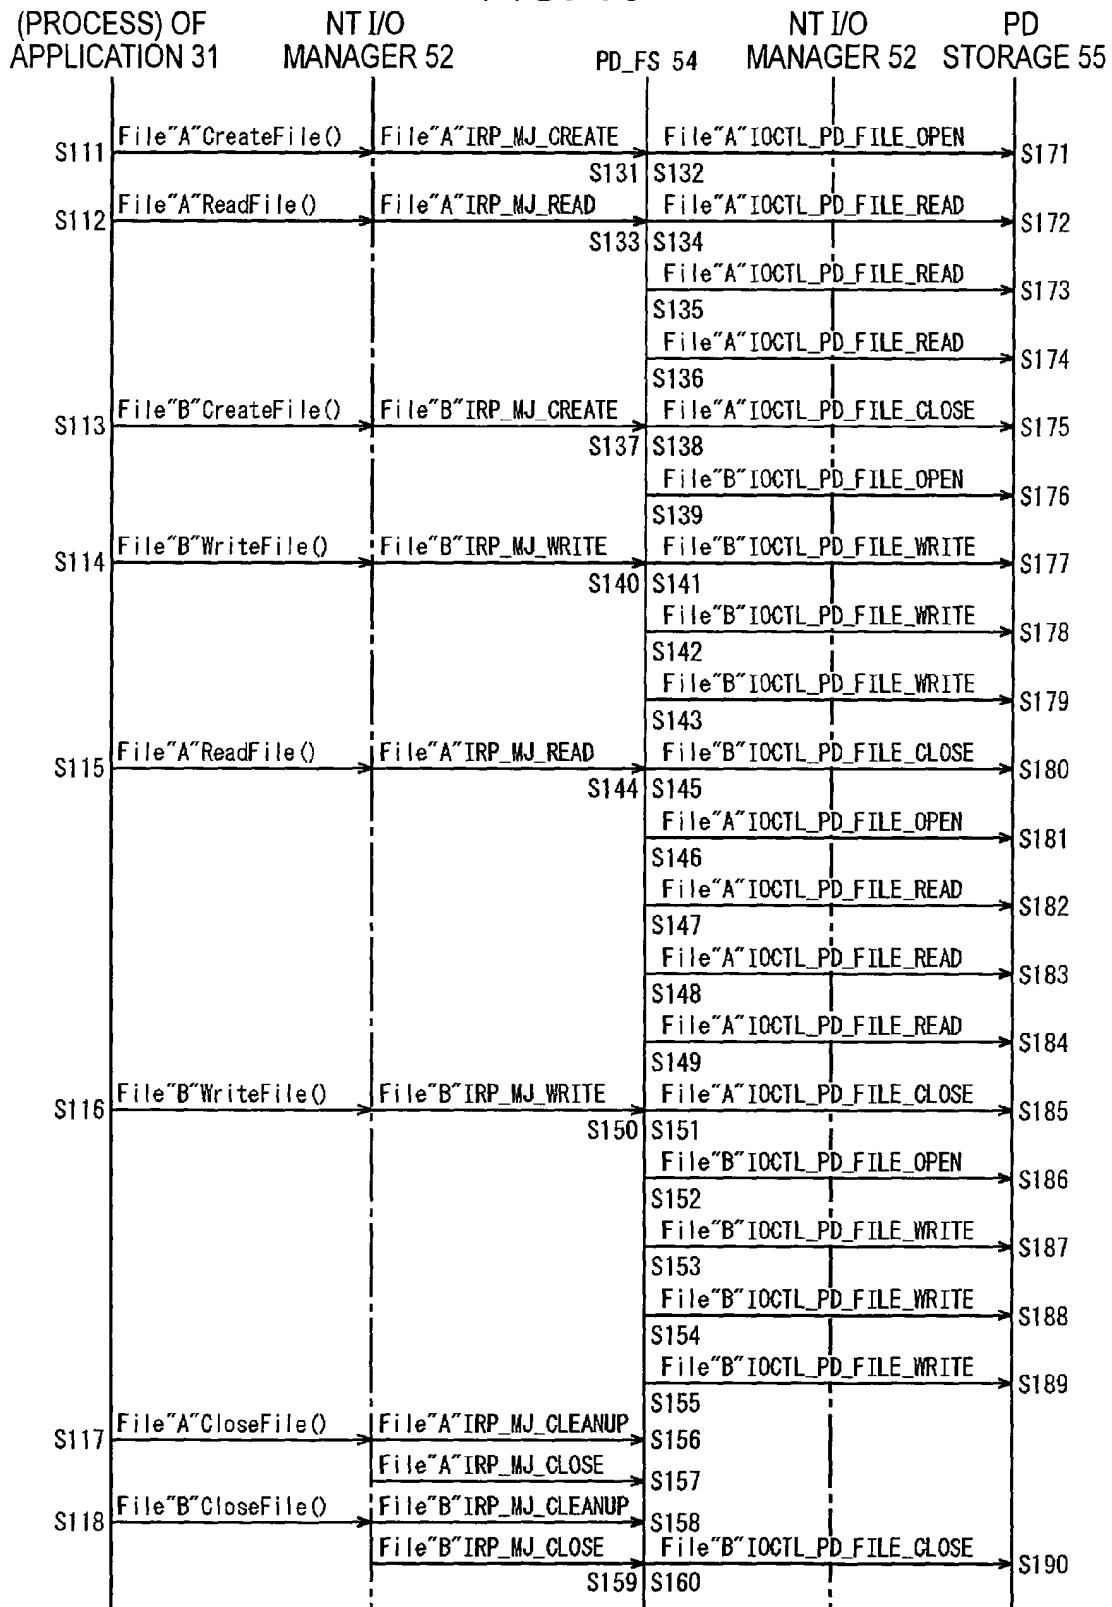 (PROCESS) OF APPLICATION 31
NT I/O MANAGER 52
PD_FS 54
NT I/O MANAGER 52
PD STORAGE 55
File"A"CreateFile() File"A"IRP_MJ_CREATE File"A"IOCTL_PD_FILE_OPEN
S111 S171
S131 S132
File"A"ReadFile() File"A"IRP_MJ_READ File"A"IOCTL_PD_FILE_READ
S112 S172
S133 S134
File"A"IOCTL_PD_FILE_READ
S173
S135
File"A"IOCTL_PD_FILE_READ
S174
S136
File"B"CreateFile() File"B"IRP_MJ_CREATE File"A"IOCTL_PD_FILE_CLOSE
S113 S175
S137 S138
File"B"IOCTL_PD_FILE_OPEN
S176
S139
File"B"WriteFile() File"B"IRP_MJ_WRITE File"B"IOCTL_PD_FILE_WRITE
S114 S177
S140 S141
File"B"IOCTL_PD_FILE_WRITE
S178
S142
File"B"IOCTL_PD_FILE_WRITE
S179
S143
File"A"ReadFile() File"A"IRP_MJ_READ File"B"IOCTL_PD_FILE_CLOSE
S115 S180
S144 S145
File"A"IOCTL_PD_FILE_OPEN
S181
S146
File"A"IOCTL_PD_FILE_READ
S182
S147
File"A"IOCTL_PD_FILE_READ
S183
S148
File"A"IOCTL_PD_FILE_READ
S184
S149
File"B"WriteFile() File"B"IRP_MJ_WRITE File"A"IOCTL_PD_FILE_CLOSE
S116 S185
S150 S151
File"B"IOCTL_PD_FILE_OPEN
S186
S152
File"B"IOCTL_PD_FILE_WRITE
S187
S153
File"B"IOCTL_PD_FILE_WRITE
S188
S154
File"B"IOCTL_PD_FILE_WRITE
S189
S155
File"A"CloseFile() File"A"IRP_MJ_CLEANUP
S117 S156
File"A"IRP_MJ_CLOSE
S157
File"B"CloseFile() File"B"IRP_MJ_CLEANUP
S118 S158
File"B"IRP_MJ_CLOSE File"B"IOCTL_PD_FILE_CLOSE
S190
S159 S160